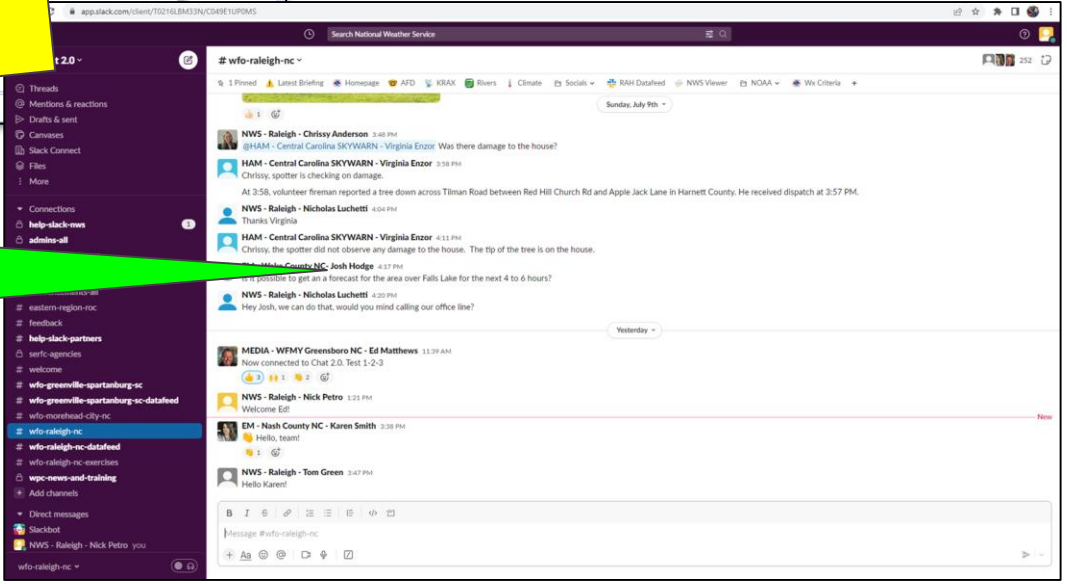 app.slack.com/client/T0216LBM33N/C049E1UP0MS
Search National Weather Service
t 2.0
Threads
Mentions & reactions
Drafts & sent
Canvases
Slack Connect
Files
More
Connections
help-slack-nws 1
admins-all
eastern-region-roc
feedback
help-slack-partners
serfc-agencies
welcome
wfo-greenville-spartanburg-sc
wfo-greenville-spartanburg-sc-datafeed
wfo-morehead-city-nc
wfo-raleigh-nc
wfo-raleigh-nc-datafeed
wfo-raleigh-nc-exercises
wpc-news-and-training
Add channels
Direct messages
Slackbot
NWS - Raleigh - Nick Petro you
wfo-raleigh-nc
# wfo-raleigh-nc
252
1 Pinned Latest Briefing Homepage AFD KRAX Rivers Climate Socials RAH Datafeed NWS Viewer NOAA Wx Criteria +
Sunday, July 9th
1
NWS - Raleigh - Chrissy Anderson 3:48 PM
@HAM - Central Carolina SKYWARN - Virginia Enzor Was there damage to the house?
HAM - Central Carolina SKYWARN - Virginia Enzor 3:58 PM
Chrissy, spotter is checking on damage.
At 3:58, volunteer fireman reported a tree down across Tilman Road between Red Hill Church Rd and Apple Jack Lane in Harnett County. He received dispatch at 3:57 PM.
NWS - Raleigh - Nicholas Luchetti 4:04 PM
Thanks Virginia
HAM - Central Carolina SKYWARN - Virginia Enzor 4:11 PM
Chrissy, the spotter did not observe any damage to the house. The tip of the tree is on the house.
Wake County NC- Josh Hodge 4:17 PM
Is it possible to get an a forecast for the area over Falls Lake for the next 4 to 6 hours?
NWS - Raleigh - Nicholas Luchetti 4:20 PM
Hey Josh, we can do that, would you mind calling our office line?
Yesterday
MEDIA - WFMY Greensboro NC - Ed Matthews 11:39 AM
Now connected to Chat 2.0. Test 1-2-3
3 1 2
NWS - Raleigh - Nick Petro 1:21 PM
Welcome Ed!
New
EM - Nash County NC - Karen Smith 3:38 PM
Hello, team!
1
NWS - Raleigh - Tom Green 3:47 PM
Hello Karen!
Message #wfo-raleigh-nc